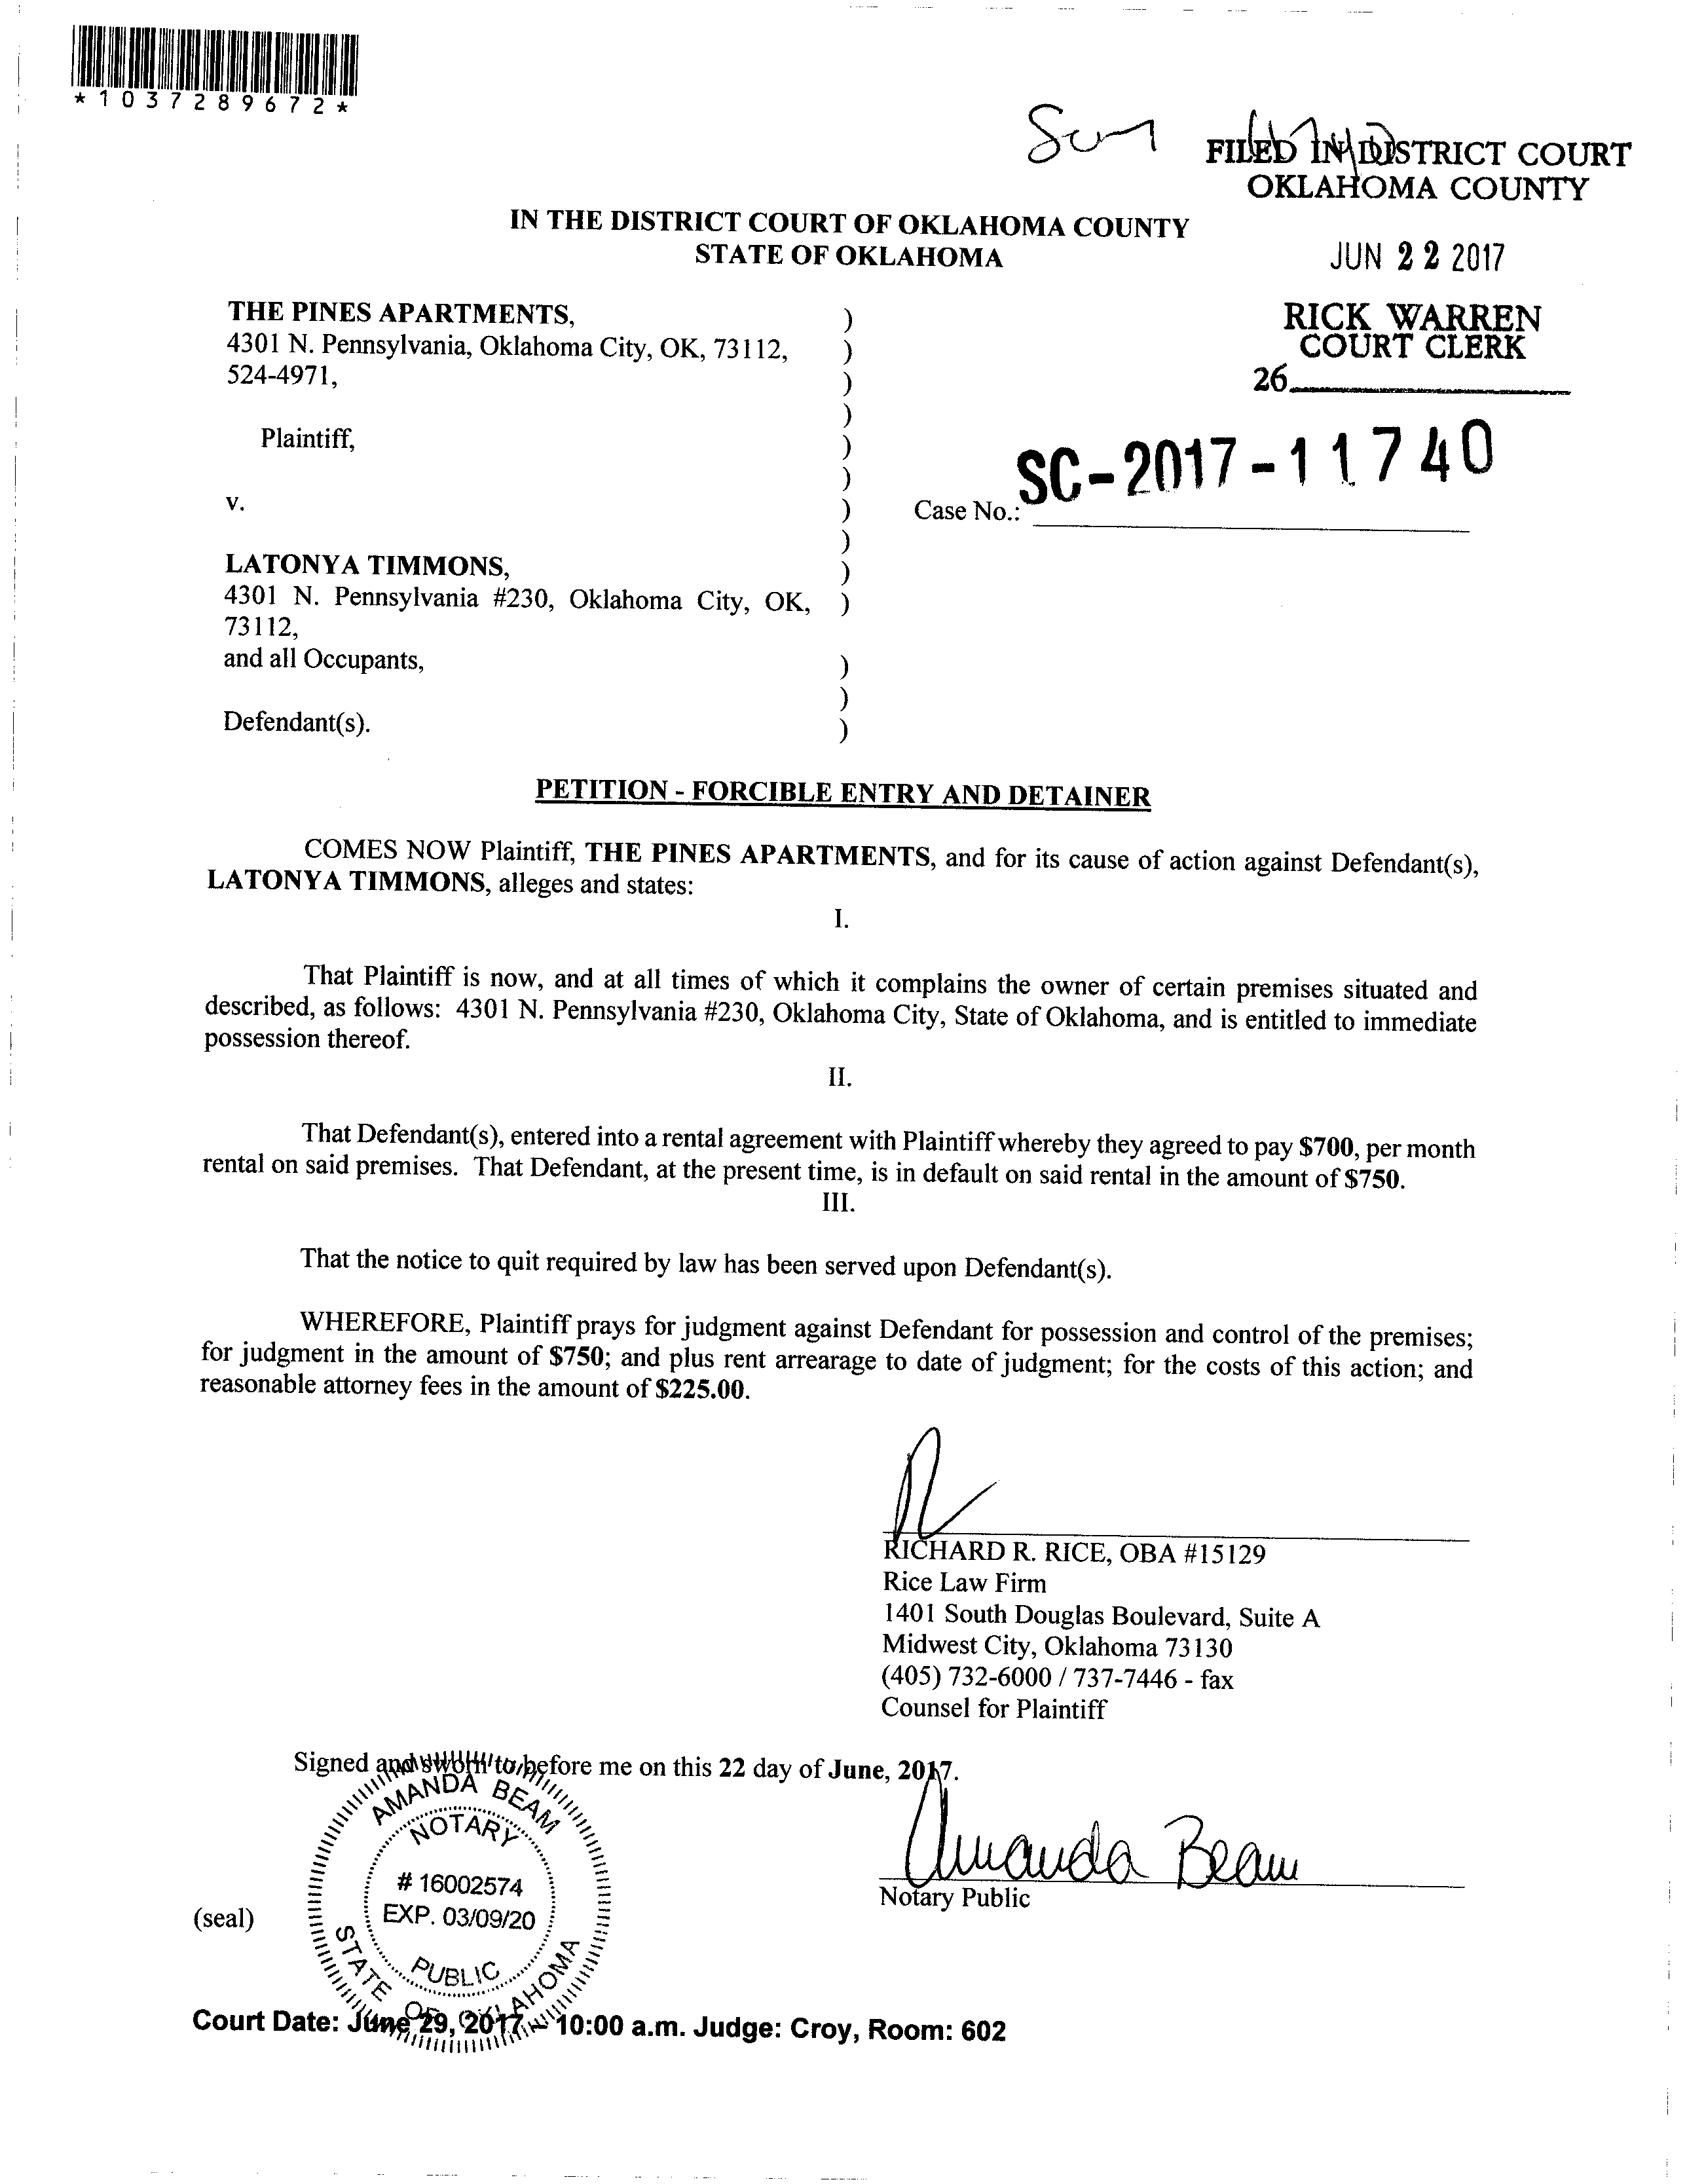 *1037289672*
FILED IN DISTRICT COURT
OKLAHOMA COUNTY
IN THE DISTRICT COURT OF OKLAHOMA COUNTY
STATE OF OKLAHOMA
JUN 22 2017
THE PINES APARTMENTS, )
4301 N. Pennsylvania, Oklahoma City, OK, 73112, )
524-4971, )
)
RICK WARREN
COURT CLERK
26
Plaintiff, )
)
v. )
Case No.: SC-2017-11740
)
LATONYA TIMMONS, )
4301 N. Pennsylvania #230, Oklahoma City, OK, )
73112,
and all Occupants, )
)
Defendant(s). )
PETITION - FORCIBLE ENTRY AND DETAINER
COMES NOW Plaintiff, THE PINES APARTMENTS, and for its cause of action against Defendant(s),
LATONYA TIMMONS, alleges and states:
I.
That Plaintiff is now, and at all times of which it complains the owner of certain premises situated and
described, as follows: 4301 N. Pennsylvania #230, Oklahoma City, State of Oklahoma, and is entitled to immediate
possession thereof.
II.
That Defendant(s), entered into a rental agreement with Plaintiff whereby they agreed to pay $700, per month
rental on said premises. That Defendant, at the present time, is in default on said rental in the amount of $750.
III.
That the notice to quit required by law has been served upon Defendant(s).
WHEREFORE, Plaintiff prays for judgment against Defendant for possession and control of the premises;
for judgment in the amount of $750; and plus rent arrearage to date of judgment; for the costs of this action; and
reasonable attorney fees in the amount of $225.00.
RICHARD R. RICE, OBA #15129
Rice Law Firm
1401 South Douglas Boulevard, Suite A
Midwest City, Oklahoma 73130
(405) 732-6000 / 737-7446 - fax
Counsel for Plaintiff
Signed and sworn to before me on this 22 day of June, 2017.
AMANDA BEAM
NOTARY
# 16002574
EXP. 03/09/20
PUBLIC
STATE OF OKLAHOMA
Amanda Beam
Notary Public
(seal)
Court Date: June 29, 2017 ~ 10:00 a.m. Judge: Croy, Room: 602